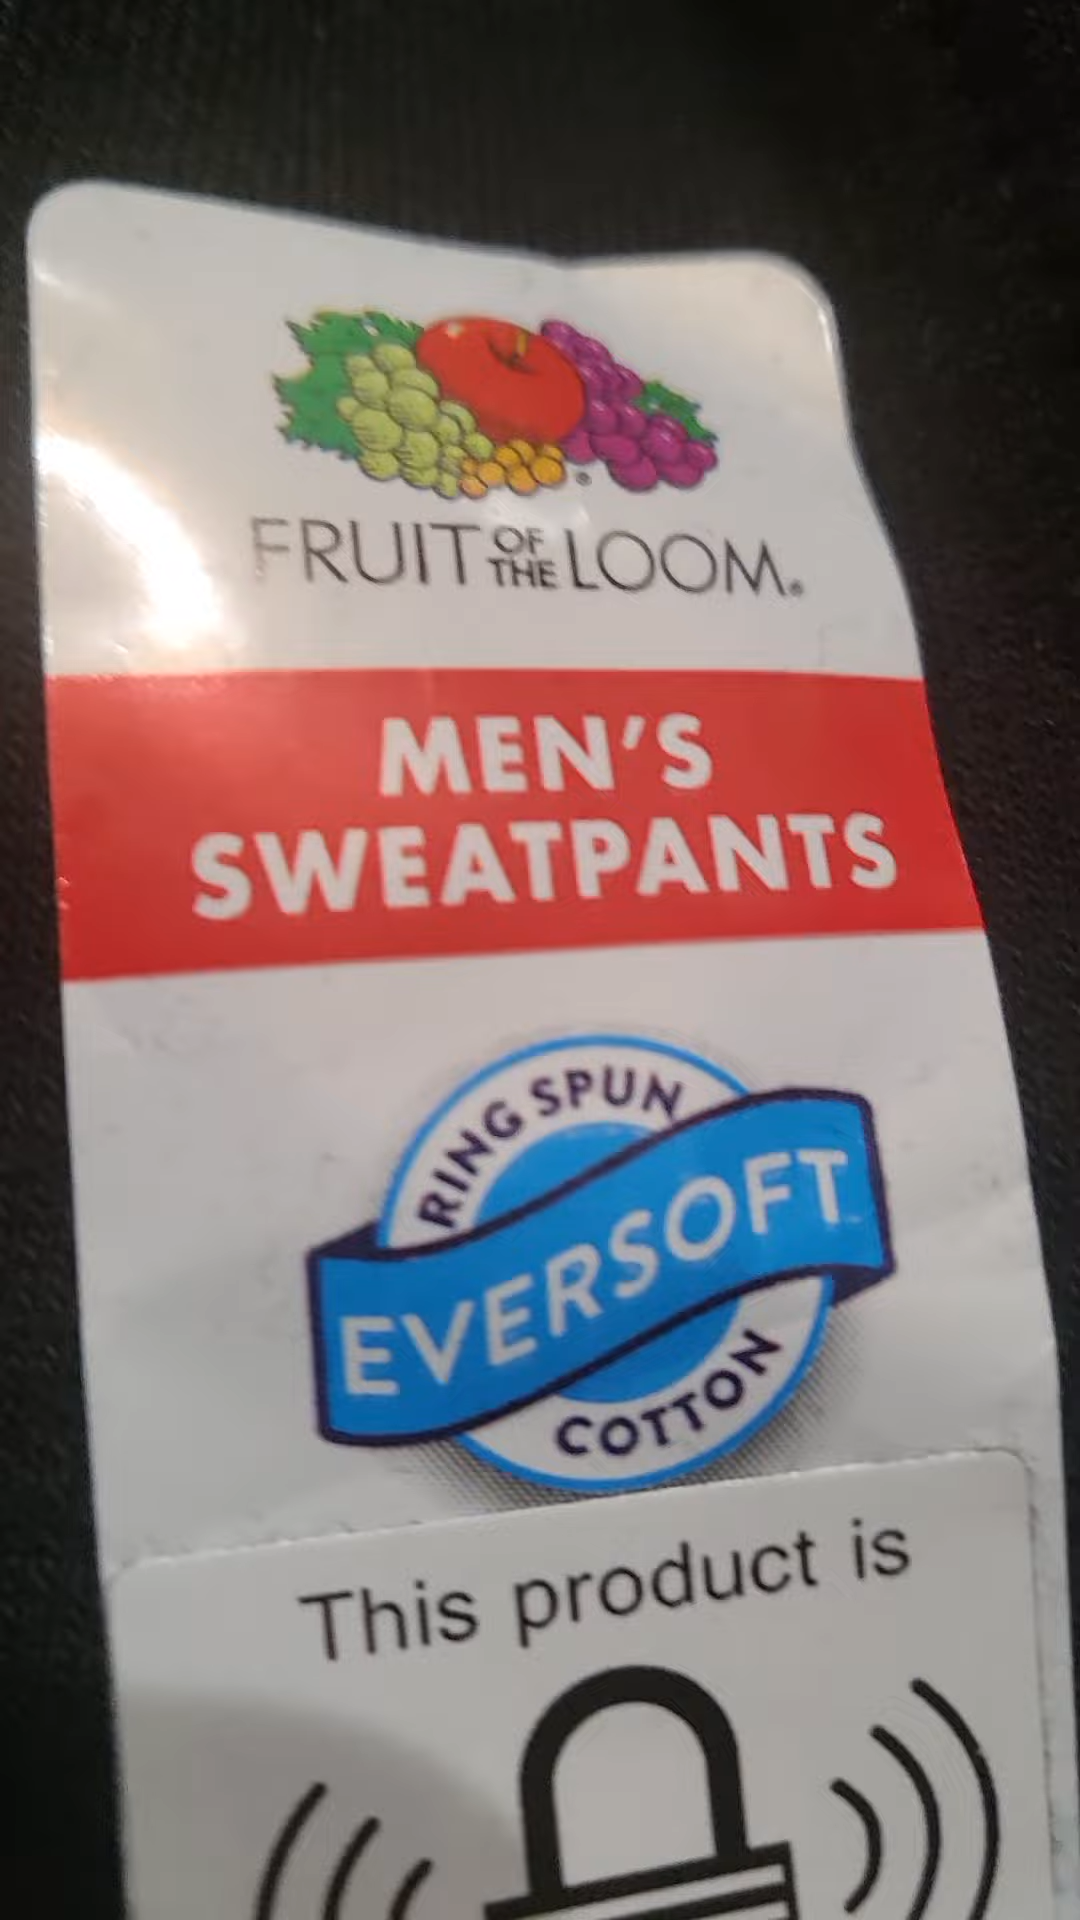 FRUIT OF THE LOOM®
MEN'S
SWEATPANTS
RING SPUN
EVERSOFT
COTTON
This product is